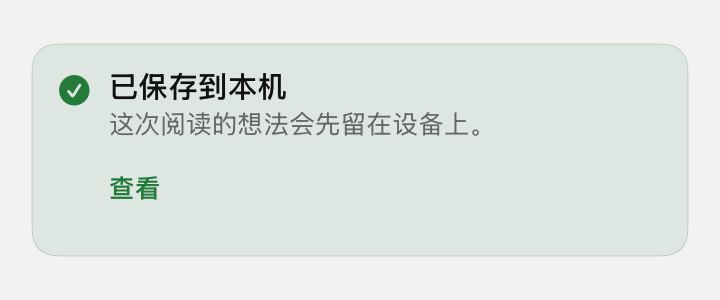 已保存到本机
这次阅读的想法会先留在设备上。
查看